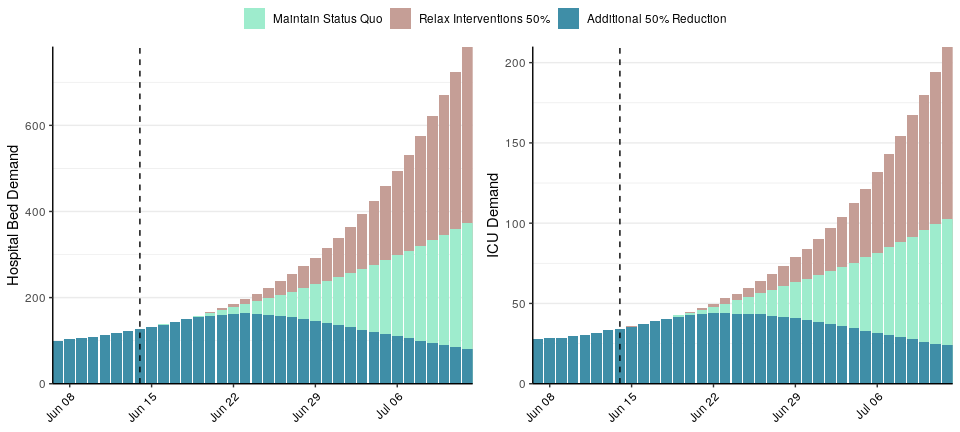 Maintain Status Quo Relax Interventions 50% Additional 50% Reduction
Hospital Bed Demand
600
400
200
0
Jun 08 Jun 15 Jun 22 Jun 29 Jul 06
ICU Demand
200
150
100
50
0
Jun 08 Jun 15 Jun 22 Jun 29 Jul 06